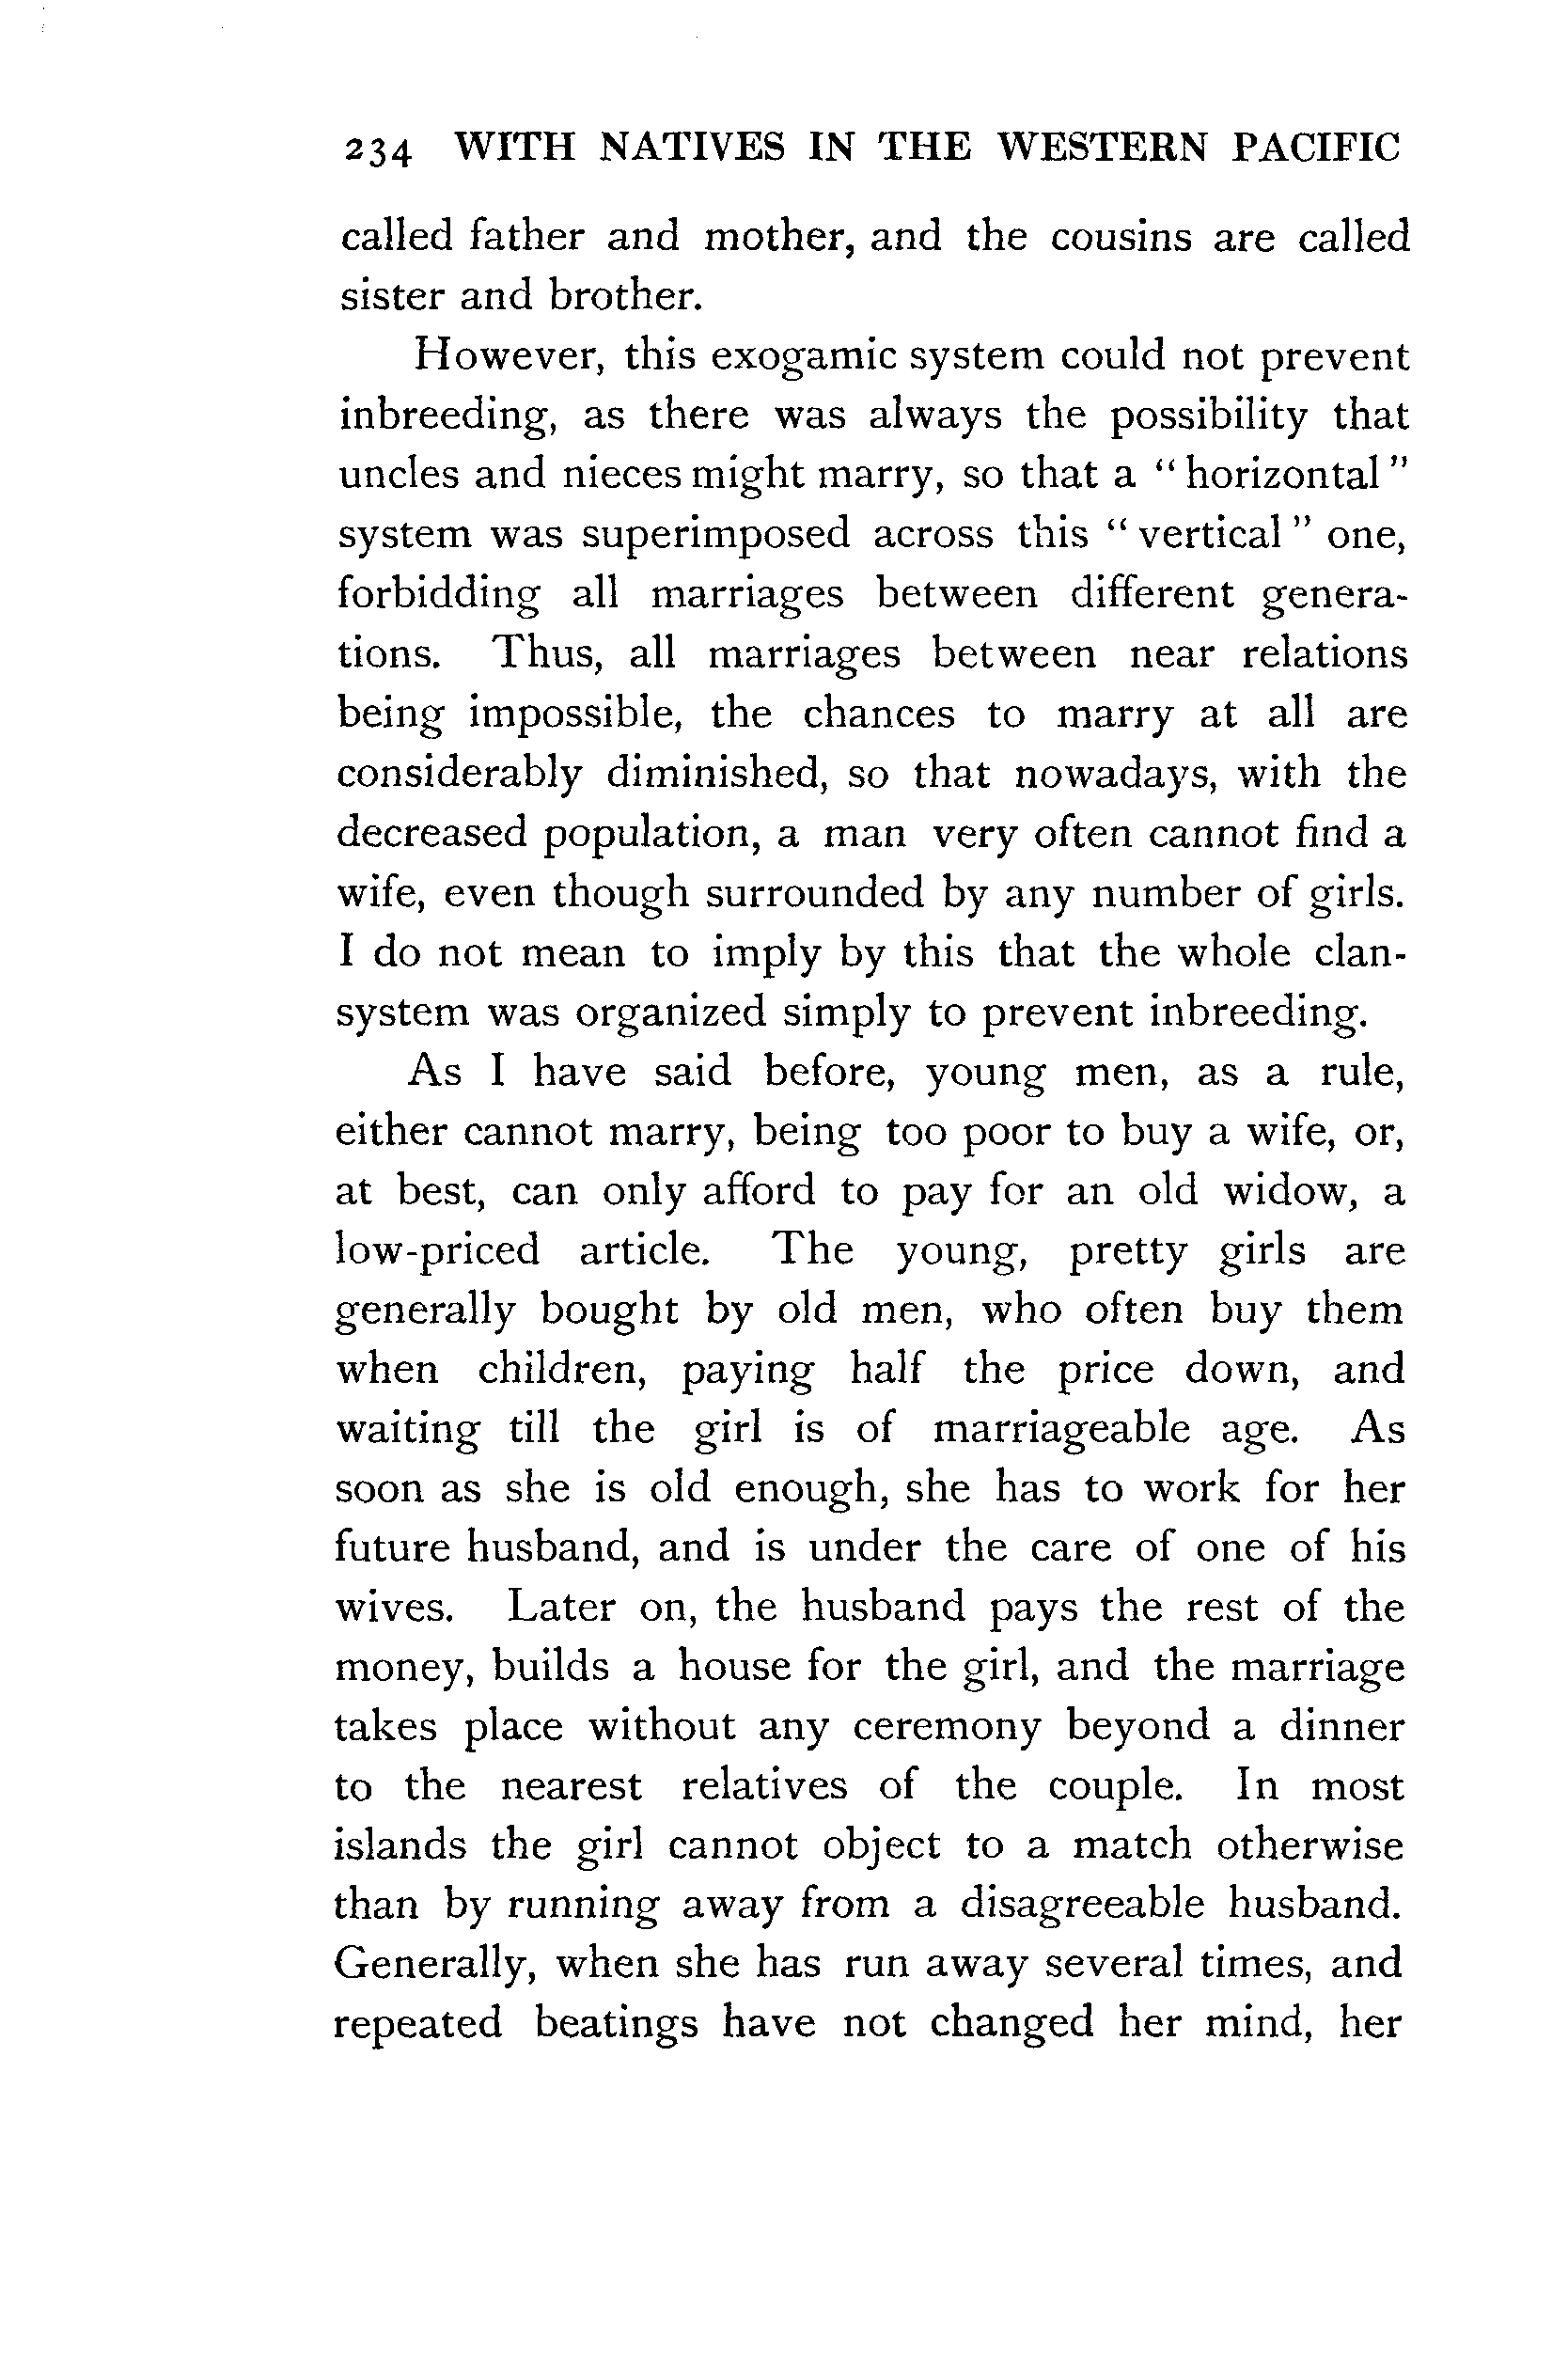 234 WITH NATIVES IN THE WESTERN PACIFIC
called father and mother, and the cousins are called
sister and brother.
However, this exogamic system could not prevent
inbreeding, as there was always the possibility that
uncles and nieces might marry, so that a " horizontal "
system was superimposed across this " vertical " one,
forbidding all marriages between different genera-
tions. Thus, all marriages between near relations
being impossible, the chances to marry at all are
considerably diminished, so that nowadays, with the
decreased population, a man very often cannot find a
wife, even though surrounded by any number of girls.
I do not mean to imply by this that the whole clan-
system was organized simply to prevent inbreeding.
As I have said before, young men, as a rule,
either cannot marry, being too poor to buy a wife, or,
at best, can only afford to pay for an old widow, a
low-priced article. The young, pretty girls are
generally bought by old men, who often buy them
when children, paying half the price down, and
waiting till the girl is of marriageable age. As
soon as she is old enough, she has to work for her
future husband, and is under the care of one of his
wives. Later on, the husband pays the rest of the
money, builds a house for the girl, and the marriage
takes place without any ceremony beyond a dinner
to the nearest relatives of the couple. In most
islands the girl cannot object to a match otherwise
than by running away from a disagreeable husband.
Generally, when she has run away several times, and
repeated beatings have not changed her mind, her